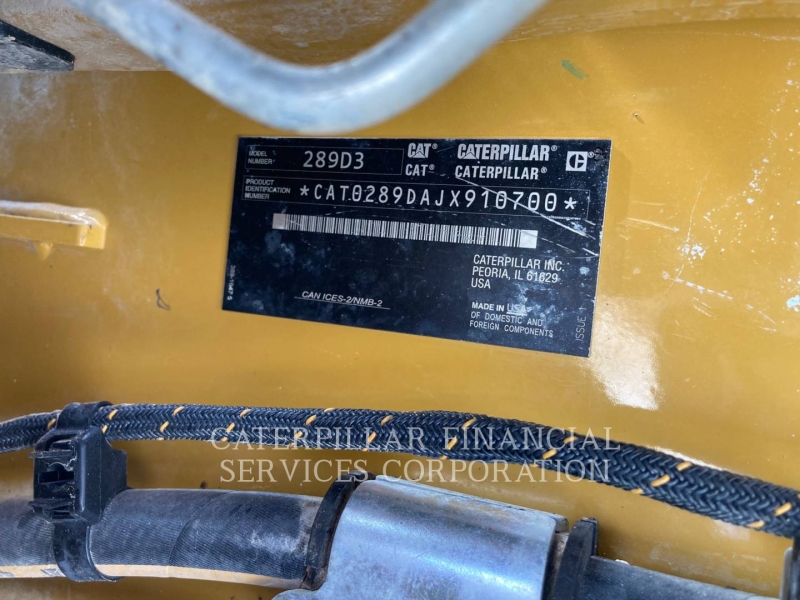 MODEL NUMBER 289D3 CAT® CATERPILLAR® C®
CAT® CATERPILLAR®
PRODUCT IDENTIFICATION NUMBER *CAT0289DAJX910700*
CATERPILLAR INC.
PEORIA, IL 61629
USA
CAN ICES-2/NMB-2
MADE IN USA
OF DOMESTIC AND
FOREIGN COMPONENTS
ISSUE
CATERPILLAR FINANCIAL
SERVICES CORPORATION